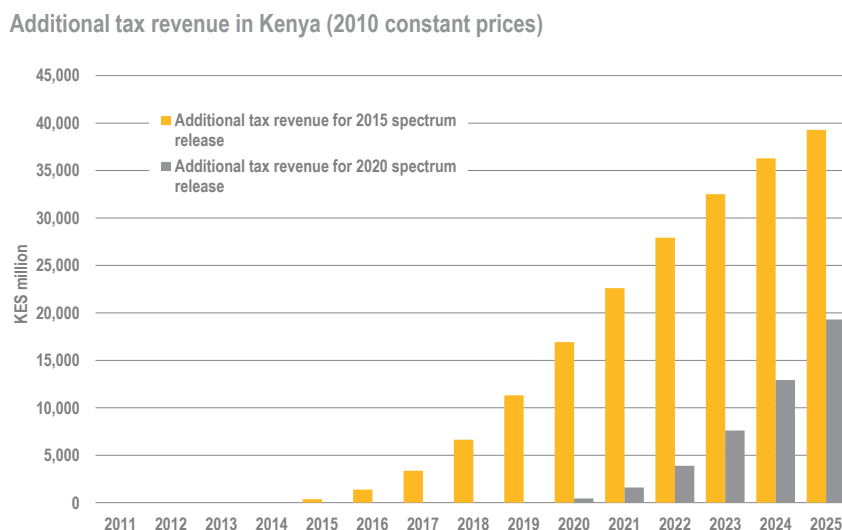 Additional tax revenue in Kenya (2010 constant prices)
45,000
40,000
35,000
30,000
25,000
20,000
15,000
10,000
5,000
0
KES million
Additional tax revenue for 2015 spectrum
release
Additional tax revenue for 2020 spectrum
release
2011 2012 2013 2014 2015 2016 2017 2018 2019 2020 2021 2022 2023 2024 2025